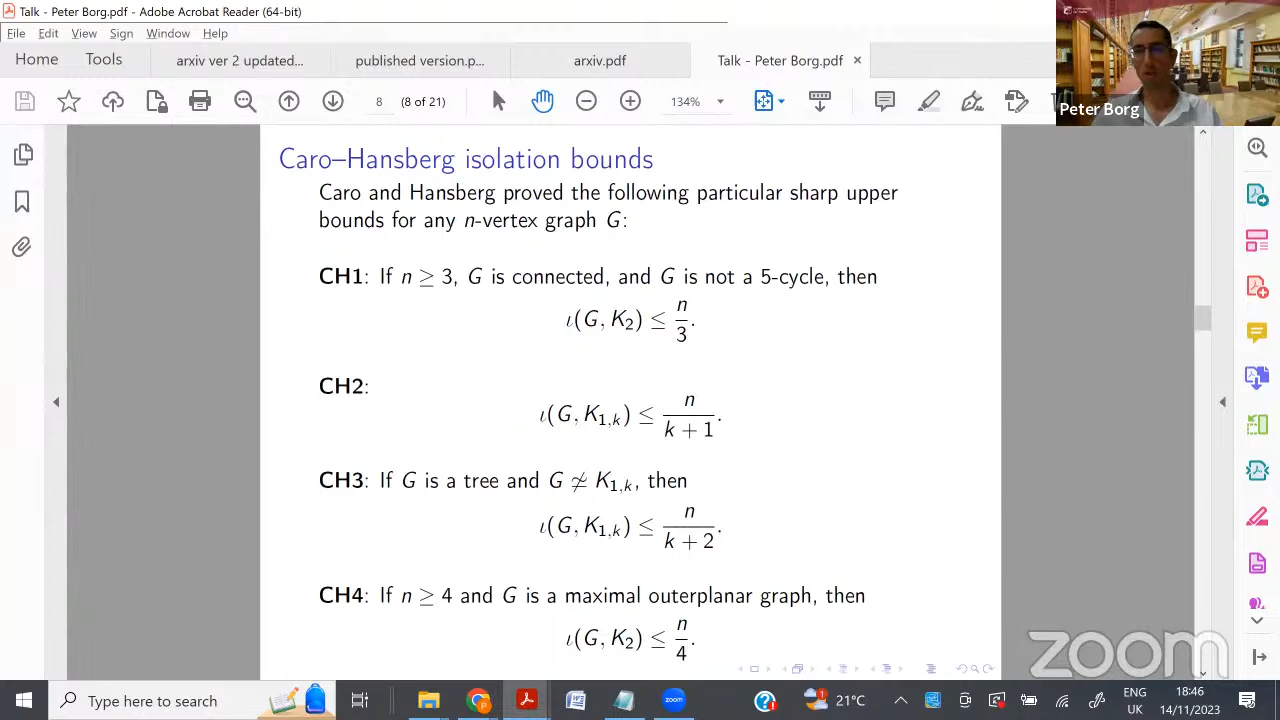 Talk - Peter Borg.pdf - Adobe Acrobat Reader (64-bit)
File Edit View Sign Window Help
Home Tools arxiv ver 2 updated... published version.p... arxiv.pdf Talk - Peter Borg.pdf ×
8 (8 of 21) 134%
Peter Borg
Caro–Hansberg isolation bounds
Caro and Hansberg proved the following particular sharp upper
bounds for any n-vertex graph G:
CH1: If n ≥ 3, G is connected, and G is not a 5-cycle, then
ι(G, K₂) ≤ n/3.
CH2:
ι(G, K₁,ₖ) ≤ n/(k + 1).
CH3: If G is a tree and G ≄ K₁,ₖ, then
ι(G, K₁,ₖ) ≤ n/(k + 2).
CH4: If n ≥ 4 and G is a maximal outerplanar graph, then
ι(G, K₂) ≤ n/4.
zoom
Type here to search zoom 1 21°C ENG 18:46
UK 14/11/2023